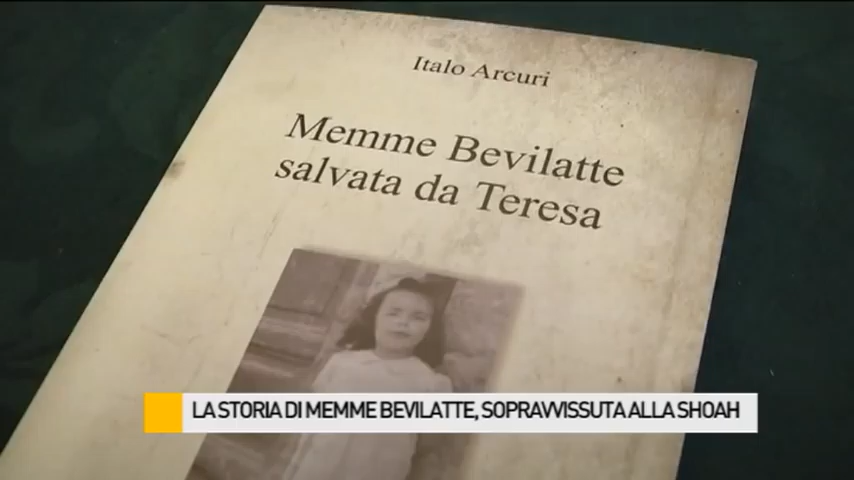 Italo Arcuri
Memme Bevilatte
salvata da Teresa
LA STORIA DI MEMME BEVILATTE, SOPRAVVISSUTA ALLA SHOAH